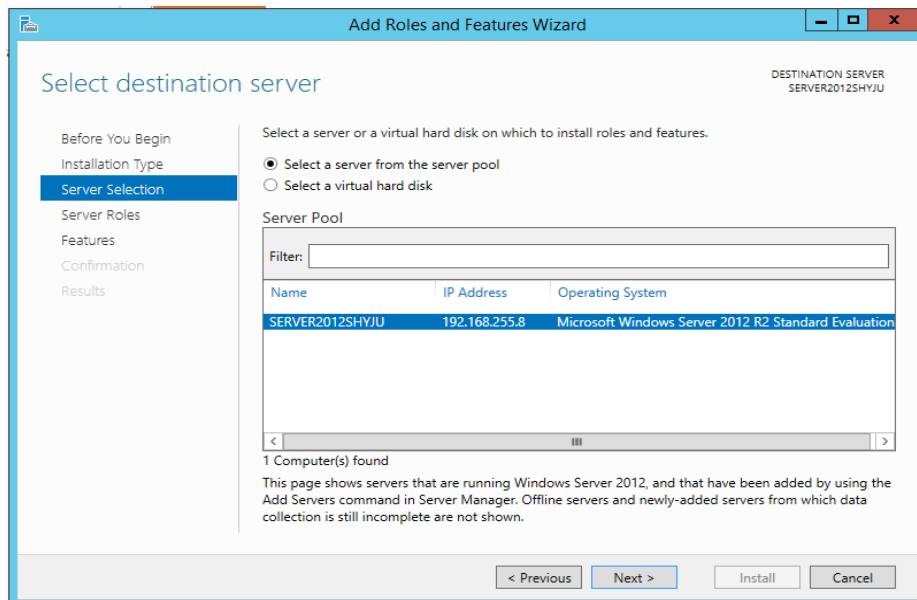 Add Roles and Features Wizard
Select destination server
DESTINATION SERVER
SERVER2012SHYJU
Before You Begin
Installation Type
Server Selection
Server Roles
Features
Confirmation
Results
Select a server or a virtual hard disk on which to install roles and features.
Select a server from the server pool
Select a virtual hard disk
Server Pool
Filter:
Name IP Address Operating System
SERVER2012SHYJU 192.168.255.8 Microsoft Windows Server 2012 R2 Standard Evaluation
1 Computer(s) found
This page shows servers that are running Windows Server 2012, and that have been added by using the
Add Servers command in Server Manager. Offline servers and newly-added servers from which data
collection is still incomplete are not shown.
< Previous Next > Install Cancel